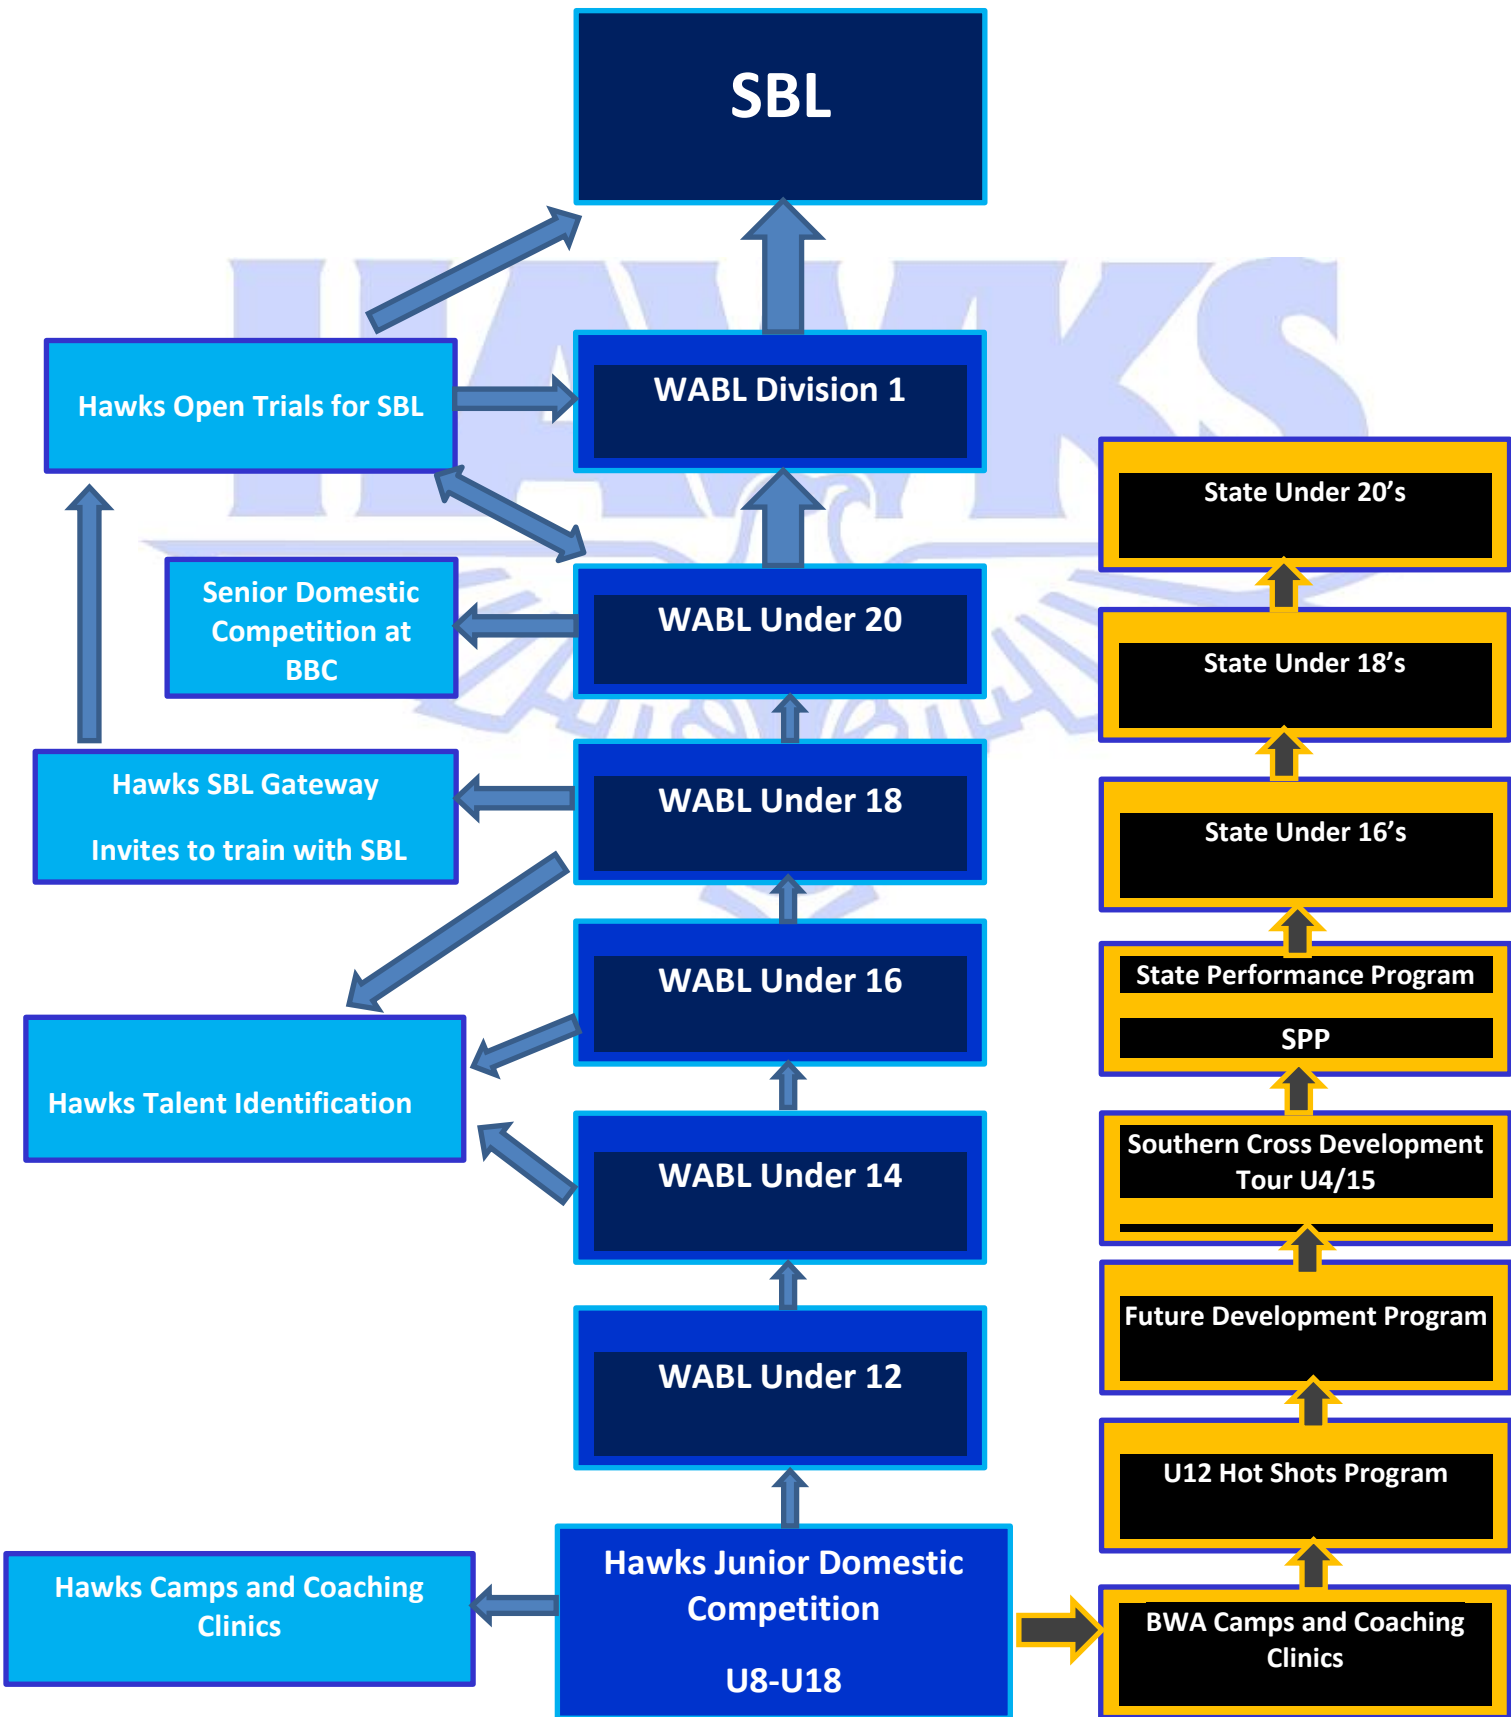 SBL
HAWKS
Hawks Open Trials for SBL
WABL Division 1
Senior Domestic
Competition at
BBC
WABL Under 20
Hawks SBL Gateway
Invites to train with SBL
WABL Under 18
WABL Under 16
Hawks Talent Identification
WABL Under 14
WABL Under 12
Hawks Junior Domestic
Competition
U8-U18
Hawks Camps and Coaching
Clinics
State Under 20’s
State Under 18’s
State Under 16’s
State Performance Program
SPP
Southern Cross Development
Tour U4/15
Future Development Program
U12 Hot Shots Program
BWA Camps and Coaching
Clinics